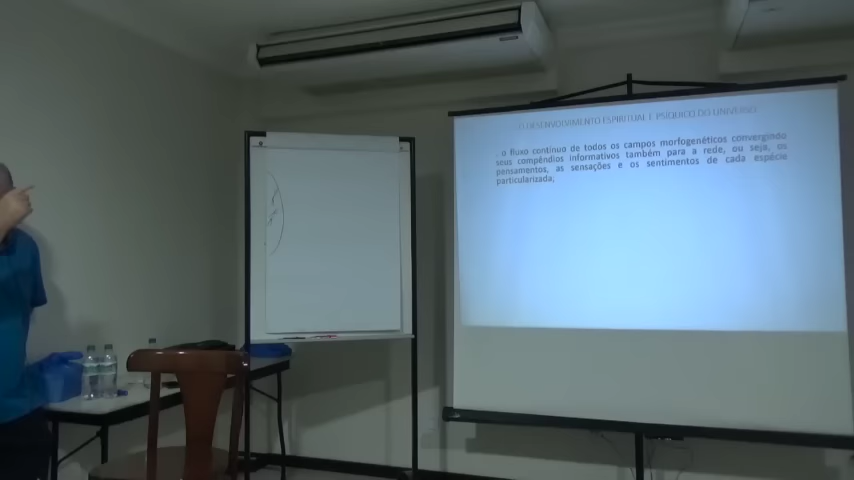 O DESENVOLVIMENTO ESPIRITUAL E PSIQUICO DO UNIVERSO
. o fluxo contínuo de todos os campos morfogenéticos convergindo
seus compêndios informativos também para a rede, ou seja, os
pensamentos, as sensações e os sentimentos de cada espécie
particularizada;